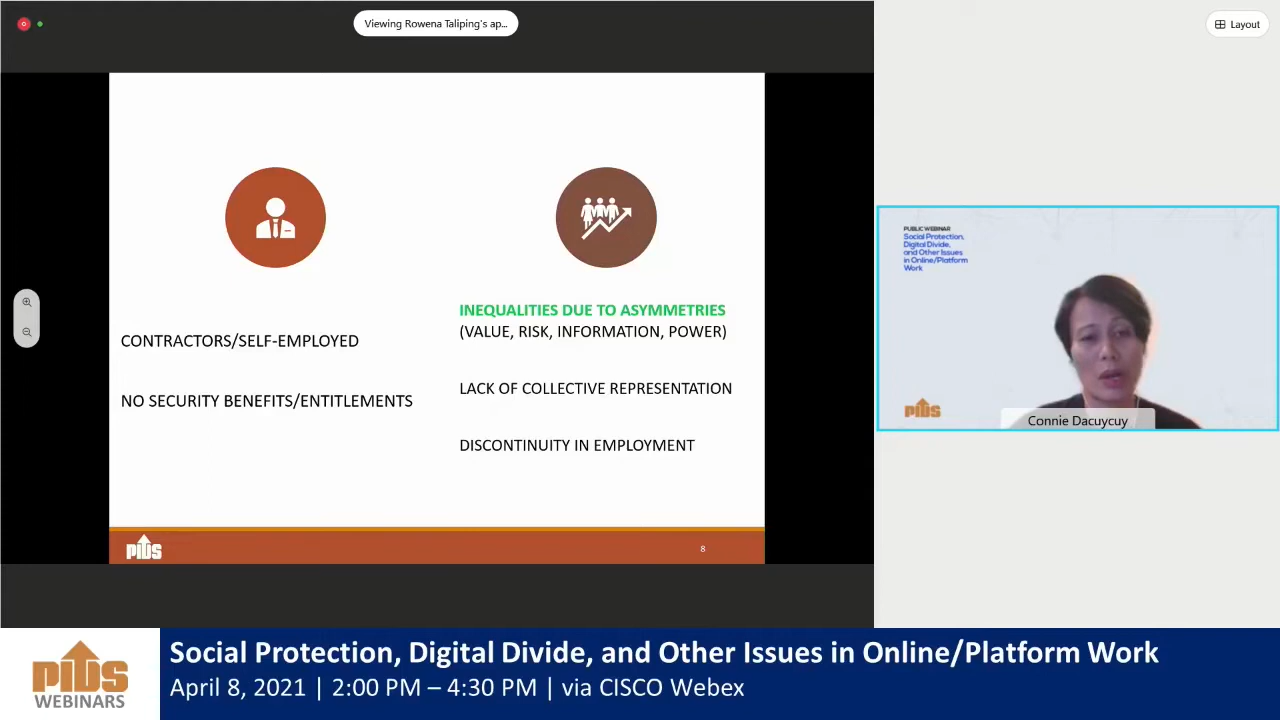 Viewing Rowena Taliping's ap...
Layout
CONTRACTORS/SELF-EMPLOYED
NO SECURITY BENEFITS/ENTITLEMENTS
INEQUALITIES DUE TO ASYMMETRIES
(VALUE, RISK, INFORMATION, POWER)
LACK OF COLLECTIVE REPRESENTATION
DISCONTINUITY IN EMPLOYMENT
PIDS
8
PUBLIC WEBINAR
Social Protection,
Digital Divide,
and Other Issues
in Online/Platform
Work
PIDS
Connie Dacuycuy
PIDS
WEBINARS
Social Protection, Digital Divide, and Other Issues in Online/Platform Work
April 8, 2021 | 2:00 PM – 4:30 PM | via CISCO Webex